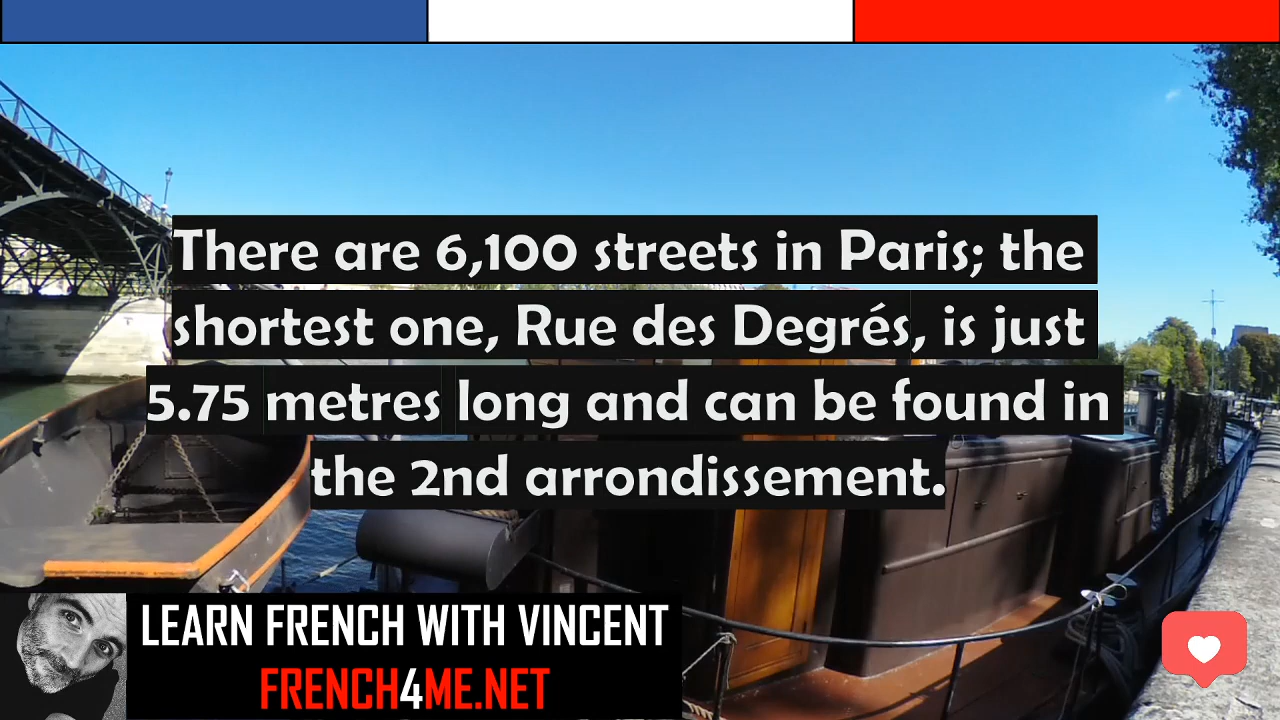 There are 6,100 streets in Paris; the
shortest one, Rue des Degrés, is just
5.75 metres long and can be found in
the 2nd arrondissement.
LEARN FRENCH WITH VINCENT
FRENCH4ME.NET